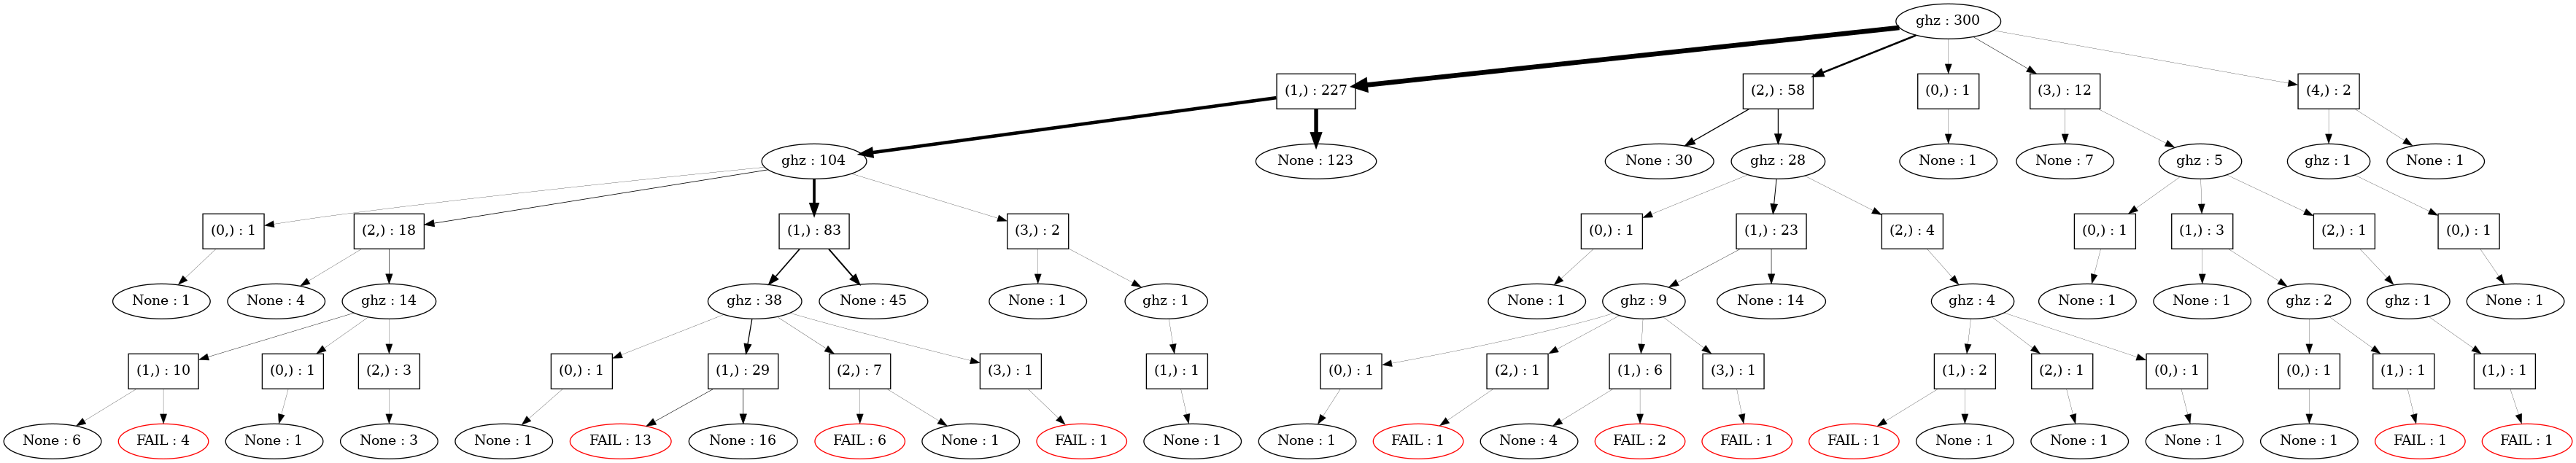 ghz : 300
(1,) : 227
(2,) : 58
(0,) : 1
(3,) : 12
(4,) : 2
ghz : 104
None : 123
None : 30
ghz : 28
None : 1
None : 7
ghz : 5
ghz : 1
None : 1
(0,) : 1
(2,) : 18
(1,) : 83
(3,) : 2
(0,) : 1
(1,) : 23
(2,) : 4
(0,) : 1
(1,) : 3
(2,) : 1
(0,) : 1
None : 1
None : 4
ghz : 14
ghz : 38
None : 45
None : 1
ghz : 1
None : 1
ghz : 9
None : 14
ghz : 4
None : 1
None : 1
ghz : 2
ghz : 1
None : 1
(1,) : 10
(0,) : 1
(2,) : 3
(0,) : 1
(1,) : 29
(2,) : 7
(3,) : 1
(1,) : 1
(0,) : 1
(2,) : 1
(1,) : 6
(3,) : 1
(1,) : 2
(2,) : 1
(0,) : 1
(0,) : 1
(1,) : 1
(1,) : 1
None : 6
FAIL : 4
None : 1
None : 3
None : 1
FAIL : 13
None : 16
FAIL : 6
None : 1
FAIL : 1
None : 1
None : 1
FAIL : 1
None : 4
FAIL : 2
FAIL : 1
FAIL : 1
None : 1
None : 1
None : 1
None : 1
FAIL : 1
FAIL : 1